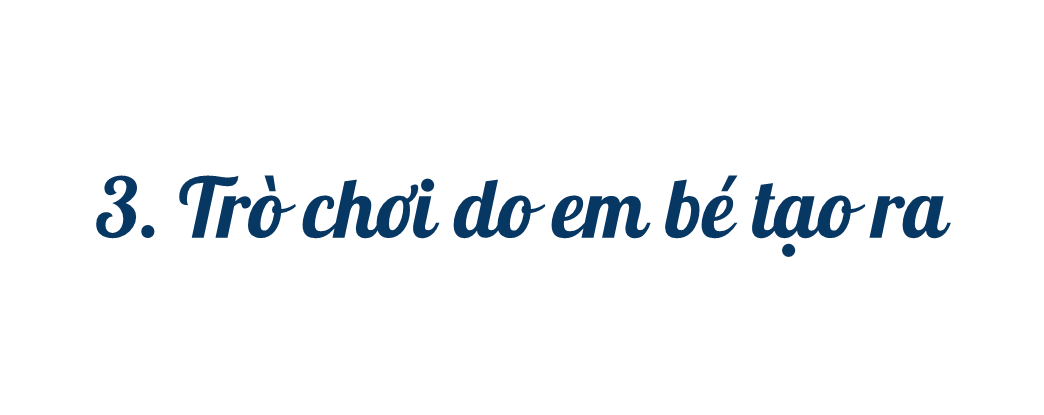 3. Trò chơi do em bé tạo ra